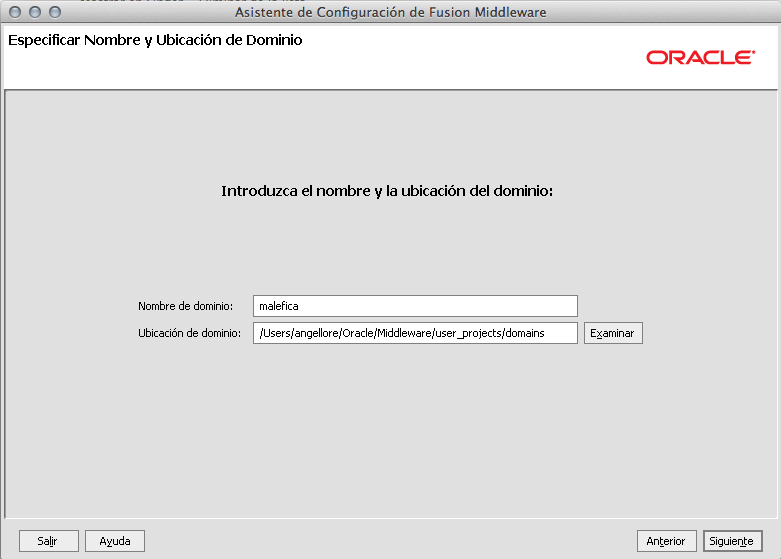 Asistente de Configuración de Fusion Middleware
Especificar Nombre y Ubicación de Dominio
ORACLE
Introduzca el nombre y la ubicación del dominio:
Nombre de dominio: malefica
Ubicación de dominio: /Users/angellore/Oracle/Middleware/user_projects/domains Examinar
Salir Ayuda Anterior Siguiente